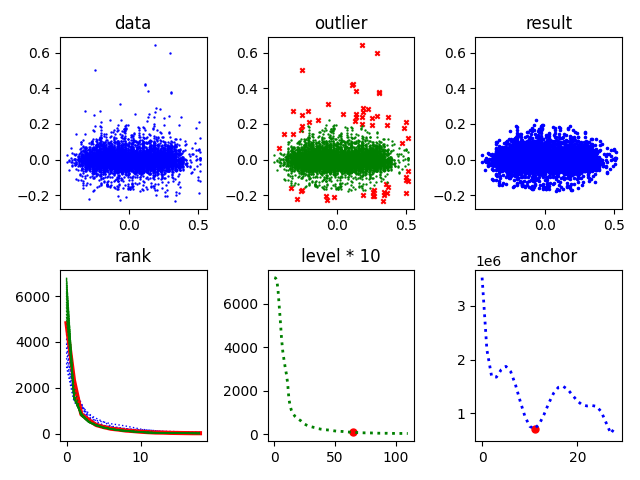 data outlier result
0.6 0.6 0.6
0.4 0.4 0.4
0.2 0.2 0.2
0.0 0.0 0.0
−0.2 −0.2 −0.2
0.0 0.5 0.0 0.5 0.0 0.5
rank level * 10 anchor
1e6
6000 6000 3
4000 4000 2
2000 2000 1
0 0
0 10 0 50 100 0 20